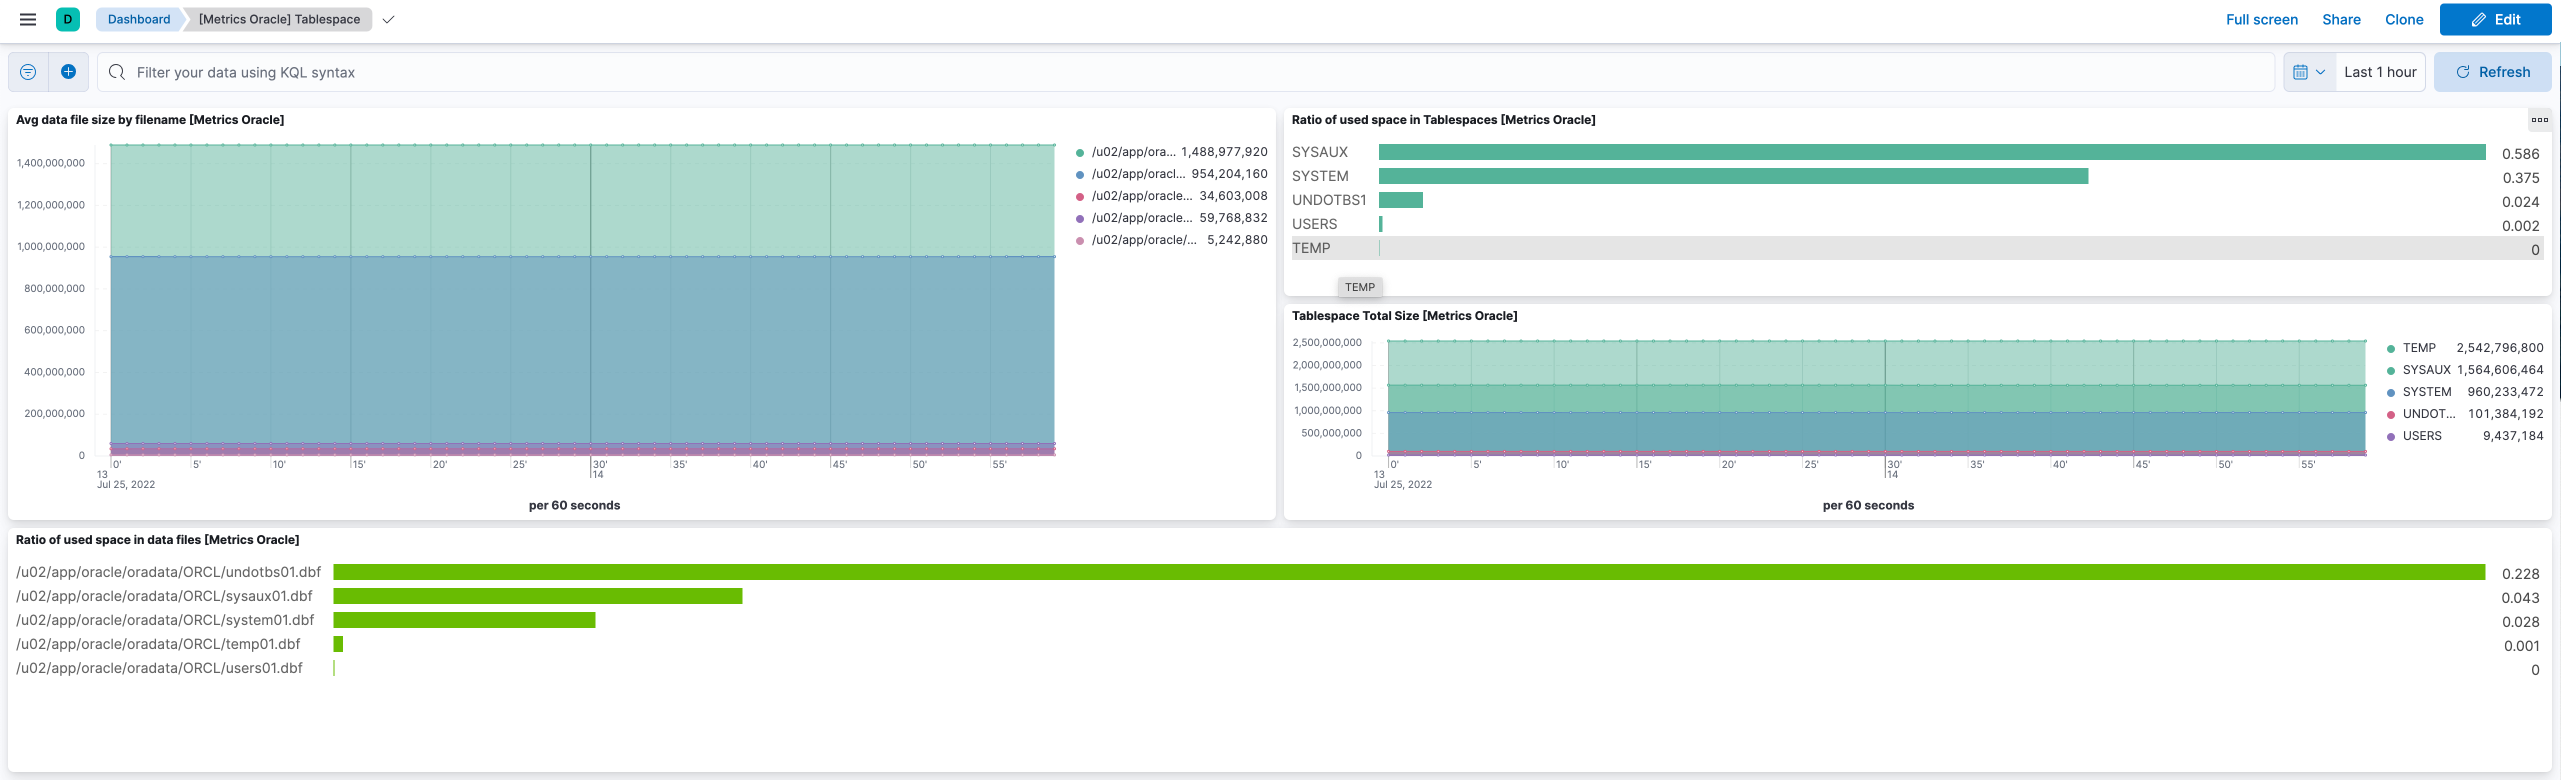 D Dashboard [Metrics Oracle] Tablespace Full screen Share Clone Edit
Filter your data using KQL syntax Last 1 hour Refresh
Avg data file size by filename [Metrics Oracle]
1,400,000,000
1,200,000,000
1,000,000,000
800,000,000
600,000,000
400,000,000
200,000,000
0
0' 5' 10' 15' 20' 25' 30' 35' 40' 45' 50' 55'
13 14
Jul 25, 2022
per 60 seconds
/u02/app/ora... 1,488,977,920
/u02/app/oracl... 954,204,160
/u02/app/oracle... 34,603,008
/u02/app/oracle... 59,768,832
/u02/app/oracle/... 5,242,880
Ratio of used space in Tablespaces [Metrics Oracle]
SYSAUX 0.586
SYSTEM 0.375
UNDOTBS1 0.024
USERS 0.002
TEMP 0
TEMP
Tablespace Total Size [Metrics Oracle]
2,500,000,000
2,000,000,000
1,500,000,000
1,000,000,000
500,000,000
0
0' 5' 10' 15' 20' 25' 30' 35' 40' 45' 50' 55'
13 14
Jul 25, 2022
per 60 seconds
TEMP 2,542,796,800
SYSAUX 1,564,606,464
SYSTEM 960,233,472
UNDOT... 101,384,192
USERS 9,437,184
Ratio of used space in data files [Metrics Oracle]
/u02/app/oracle/oradata/ORCL/undotbs01.dbf 0.228
/u02/app/oracle/oradata/ORCL/sysaux01.dbf 0.043
/u02/app/oracle/oradata/ORCL/system01.dbf 0.028
/u02/app/oracle/oradata/ORCL/temp01.dbf 0.001
/u02/app/oracle/oradata/ORCL/users01.dbf 0